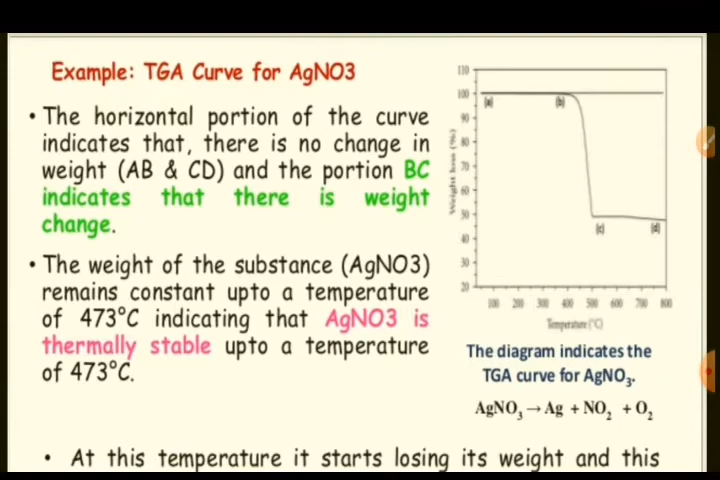 Example: TGA Curve for AgNO3
• The horizontal portion of the curve
indicates that, there is no change in
weight (AB & CD) and the portion BC
indicates that there is weight
change.
• The weight of the substance (AgNO3)
remains constant upto a temperature
of 473°C indicating that AgNO3 is
thermally stable upto a temperature
of 473°C.
110
100
90
80
70
60
50
40
30
20
Weight loss (%)
(a)
(b)
(c)
(d)
100 200 300 400 500 600 700 800
Temperature (°C)
The diagram indicates the
TGA curve for AgNO₃.
AgNO₃ → Ag + NO₂ + O₂
• At this temperature it starts losing its weight and this